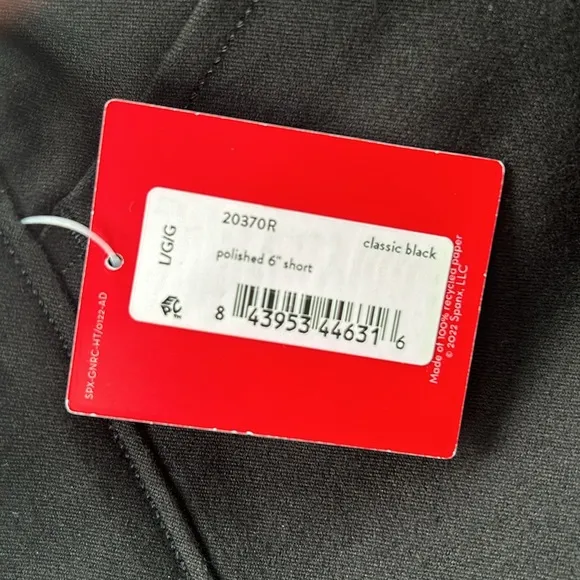 20370R
classic black
L/G/G
polished 6" short
8 43953 44631 6
SPX-GNRC-HT/0122-AD
Made of 100% recycled paper
© 2022 Spanx, LLC